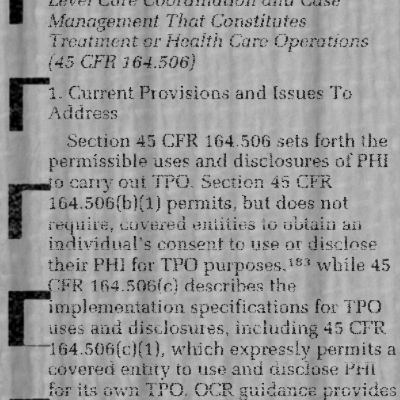 Level Care Coordination and Case
Management That Constitutes
Treatment or Health Care Operations
(45 CFR 164.506)
1. Current Provisions and Issues To
Address
Section 45 CFR 164.506 sets forth the
permissible uses and disclosures of PHI
to carry out TPO. Section 45 CFR
164.506(b)(1) permits, but does not
require, covered entities to obtain an
individual's consent to use or disclose
their PHI for TPO purposes,¹⁸³ while 45
CFR 164.506(c) describes the
implementation specifications for TPO
uses and disclosures, including 45 CFR
164.506(c)(1), which expressly permits a
covered entity to use and disclose PHI
for its own TPO. OCR guidance provides